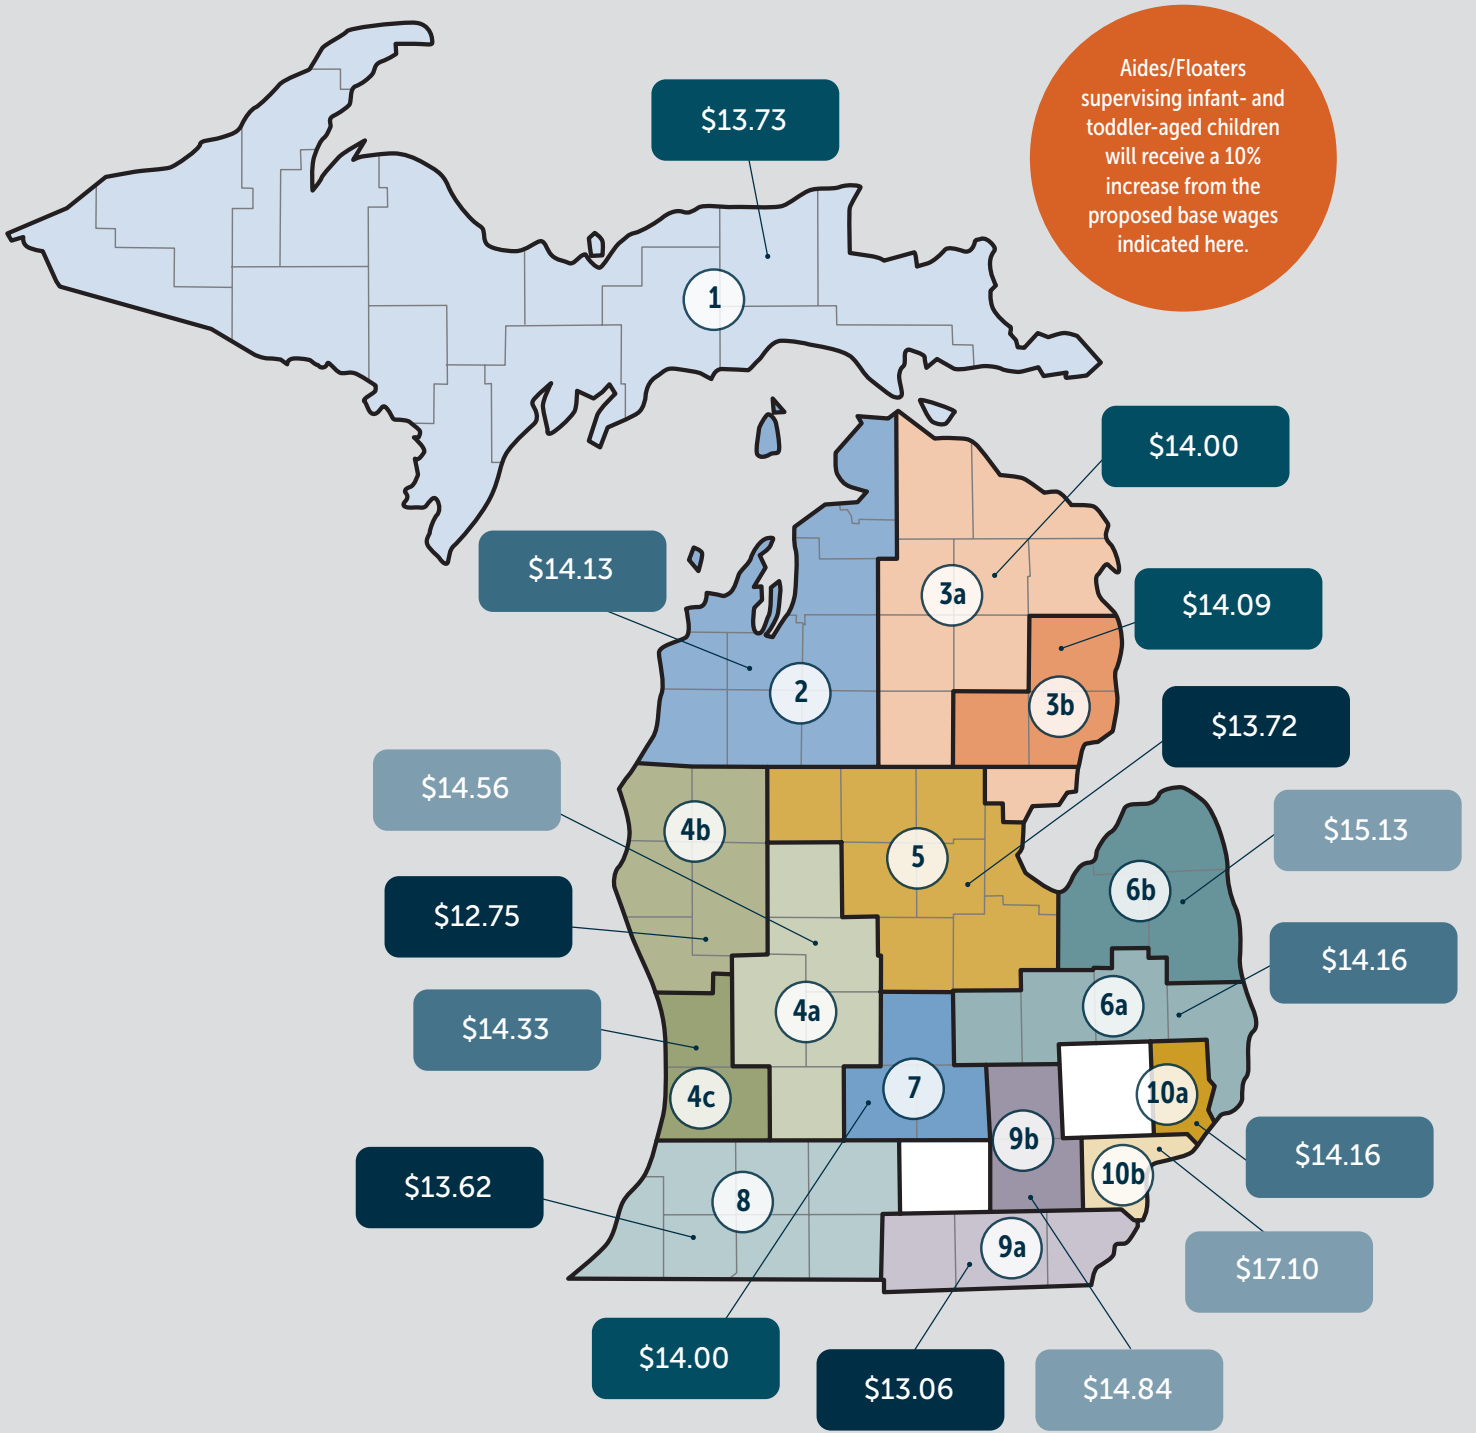 Aides/Floaters
supervising infant- and
toddler-aged children
will receive a 10%
increase from the
proposed base wages
indicated here.
$13.73
1
$14.00
$14.13
3a
$14.09
2
3b
$13.72
$14.56
4b
5
$15.13
6b
$12.75
$14.16
4a
6a
$14.33
7
10a
4c
9b
$14.16
10b
$13.62
8
9a
$17.10
$14.00
$13.06
$14.84